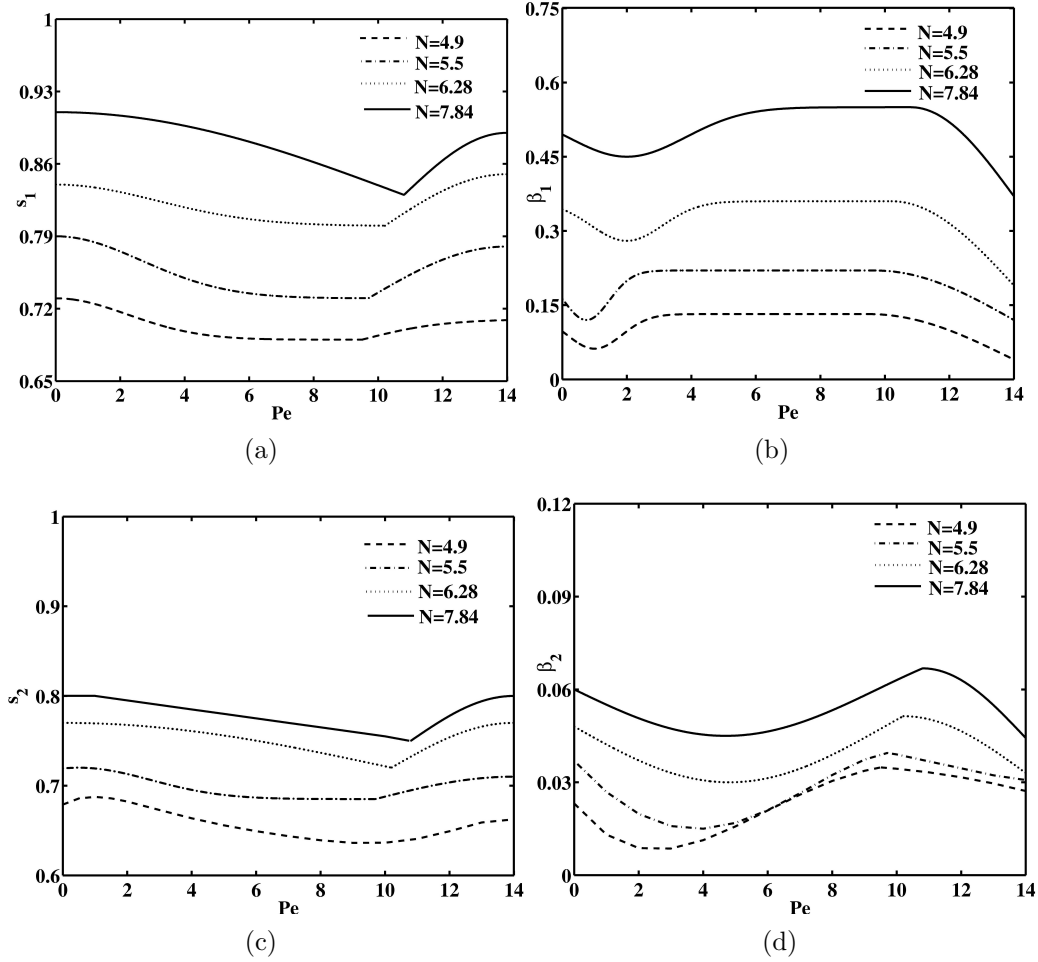 1
0.93
0.86
0.79
0.72
0.65
s1
0 2 4 6 8 10 12 14
Pe
N=4.9
N=5.5
N=6.28
N=7.84
(a)
0.75
0.6
0.45
0.3
0.15
0
β1
0 2 4 6 8 10 12 14
Pe
N=4.9
N=5.5
N=6.28
N=7.84
(b)
1
0.9
0.8
0.7
0.6
s2
0 2 4 6 8 10 12 14
Pe
N=4.9
N=5.5
N=6.28
N=7.84
(c)
0.12
0.09
0.06
0.03
0
β2
0 2 4 6 8 10 12 14
Pe
N=4.9
N=5.5
N=6.28
N=7.84
(d)